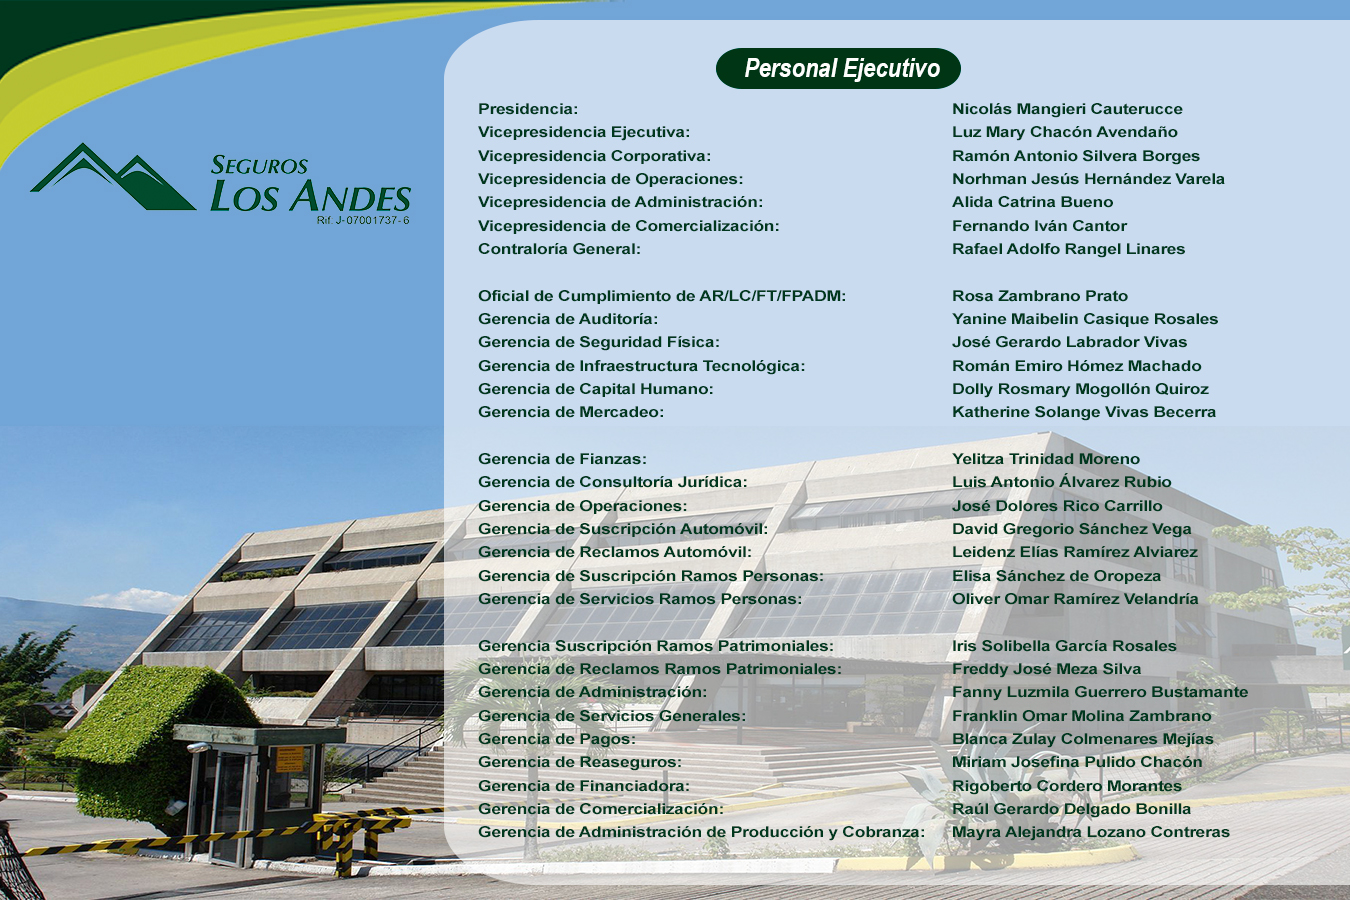 SEGUROS
LOS ANDES
Rif. J-07001737-6
Personal Ejecutivo
Presidencia: Nicolás Mangieri Cauterucce
Vicepresidencia Ejecutiva: Luz Mary Chacón Avendaño
Vicepresidencia Corporativa: Ramón Antonio Silvera Borges
Vicepresidencia de Operaciones: Norhman Jesús Hernández Varela
Vicepresidencia de Administración: Alida Catrina Bueno
Vicepresidencia de Comercialización: Fernando Iván Cantor
Contraloría General: Rafael Adolfo Rangel Linares
Oficial de Cumplimiento de AR/LC/FT/FPADM: Rosa Zambrano Prato
Gerencia de Auditoría: Yanine Maibelin Casique Rosales
Gerencia de Seguridad Física: José Gerardo Labrador Vivas
Gerencia de Infraestructura Tecnológica: Román Emiro Hómez Machado
Gerencia de Capital Humano: Dolly Rosmary Mogollón Quiroz
Gerencia de Mercadeo: Katherine Solange Vivas Becerra
Gerencia de Fianzas: Yelitza Trinidad Moreno
Gerencia de Consultoría Jurídica: Luis Antonio Álvarez Rubio
Gerencia de Operaciones: José Dolores Rico Carrillo
Gerencia de Suscripción Automóvil: David Gregorio Sánchez Vega
Gerencia de Reclamos Automóvil: Leidenz Elías Ramírez Alviarez
Gerencia de Suscripción Ramos Personas: Elisa Sánchez de Oropeza
Gerencia de Servicios Ramos Personas: Oliver Omar Ramírez Velandría
Gerencia Suscripción Ramos Patrimoniales: Iris Solibella García Rosales
Gerencia de Reclamos Ramos Patrimoniales: Freddy José Meza Silva
Gerencia de Administración: Fanny Luzmila Guerrero Bustamante
Gerencia de Servicios Generales: Franklin Omar Molina Zambrano
Gerencia de Pagos: Blanca Zulay Colmenares Mejías
Gerencia de Reaseguros: Miriam Josefina Pulido Chacón
Gerencia de Financiadora: Rigoberto Cordero Morantes
Gerencia de Comercialización: Raúl Gerardo Delgado Bonilla
Gerencia de Administración de Producción y Cobranza: Mayra Alejandra Lozano Contreras